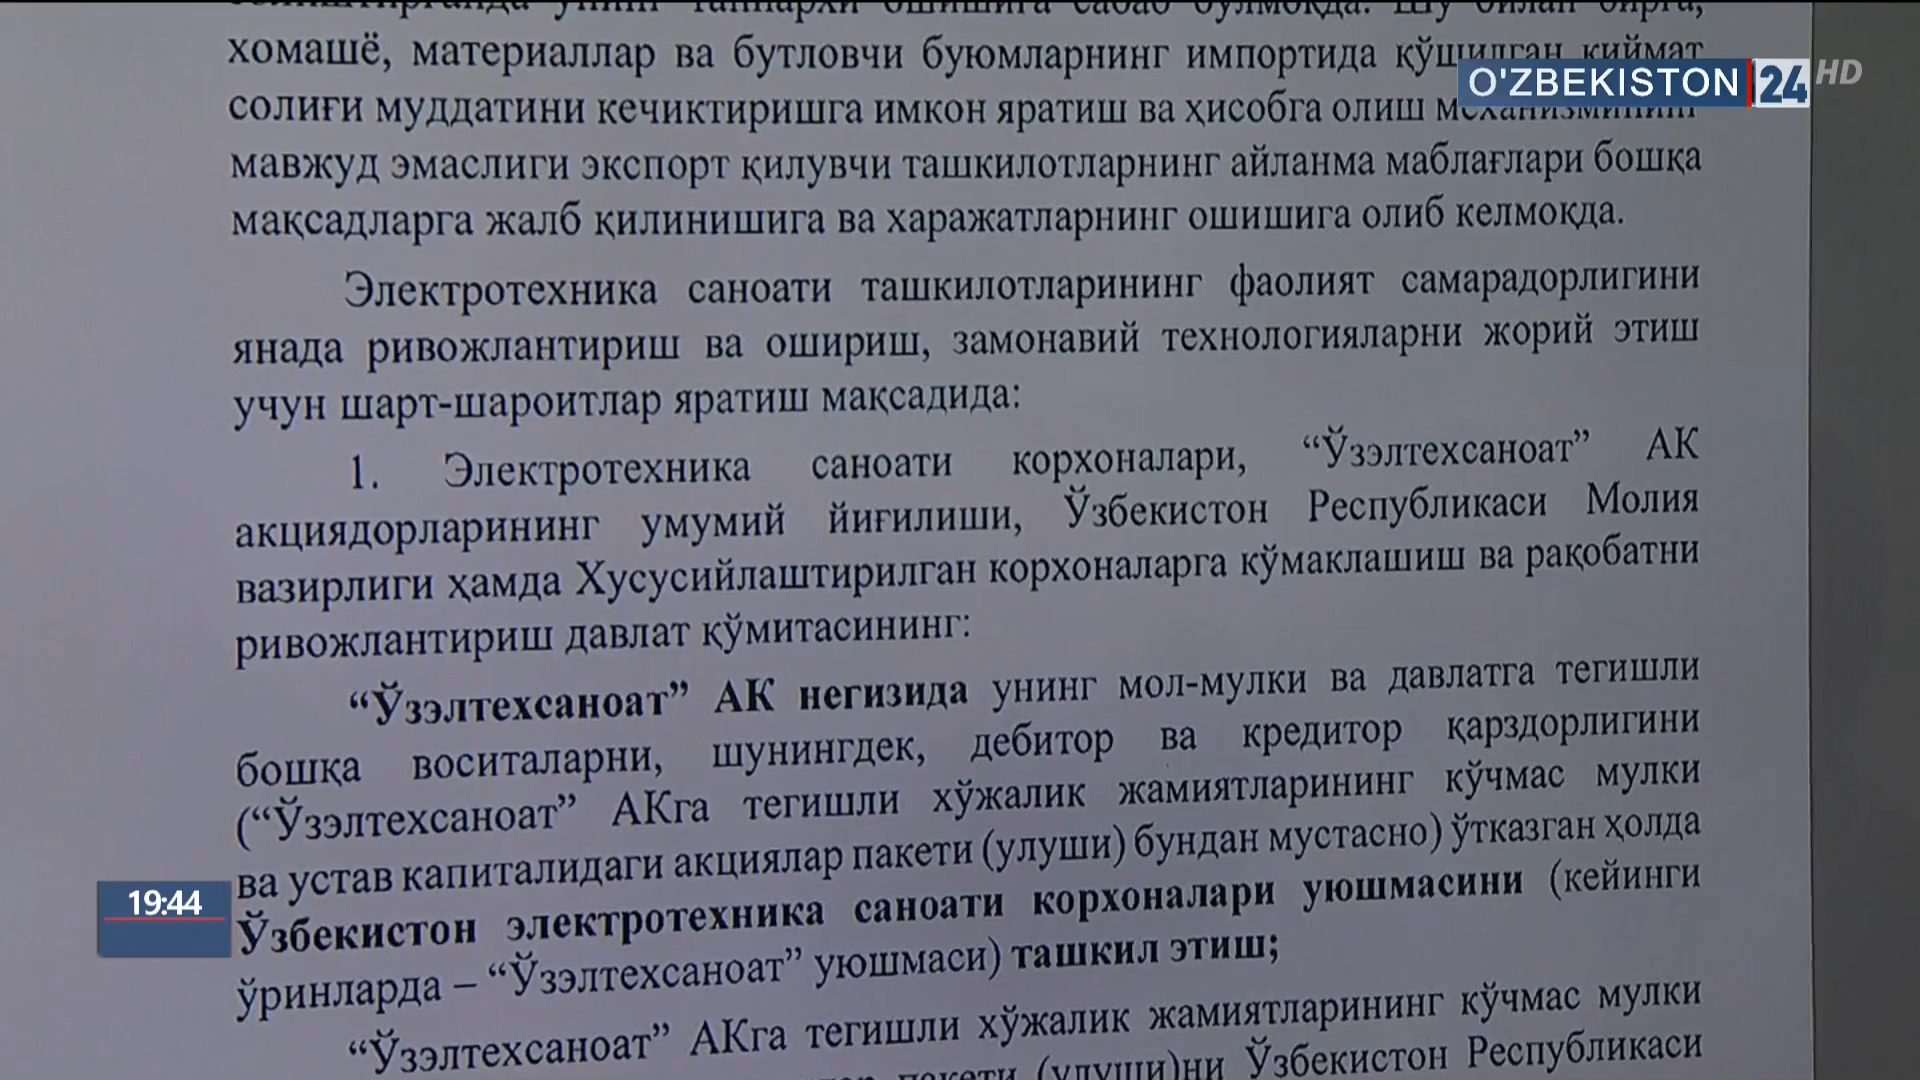 хомашё, материаллар ва бутловчи буюмларнинг импортида қўшилган қиймат
солиғи муддатини кечиктиришга имкон яратиш ва ҳисобга олиш механизмининг
мавжуд эмаслиги экспорт қилувчи ташкилотларнинг айланма маблағлари бошқа
мақсадларга жалб қилинишига ва харажатларнинг ошишига олиб келмоқда.
Электротехника саноати ташкилотларининг фаолият самарадорлигини
янада ривожлантириш ва ошириш, замонавий технологияларни жорий этиш
учун шарт-шароитлар яратиш мақсадида:
1. Электротехника саноати корхоналари, “Ўзэлтехсаноат” АК
акциядорларининг умумий йиғилиши, Ўзбекистон Республикаси Молия
вазирлиги ҳамда Хусусийлаштирилган корхоналарга кўмаклашиш ва рақобатни
ривожлантириш давлат қўмитасининг:
“Ўзэлтехсаноат” АК негизида унинг мол-мулки ва давлатга тегишли
бошқа воситаларни, шунингдек, дебитор ва кредитор қарздорлигини
(“Ўзэлтехсаноат” АКга тегишли хўжалик жамиятларининг кўчмас мулки
ва устав капиталидаги акциялар пакети (улуши) бундан мустасно) ўтказган ҳолда
Ўзбекистон электротехника саноати корхоналари уюшмасини (кейинги
ўринларда – “Ўзэлтехсаноат” уюшмаси) ташкил этиш;
“Ўзэлтехсаноат” АКга тегишли хўжалик жамиятларининг кўчмас мулки
пакети (улуши)ни Ўзбекистон Республикаси
O'ZBEKISTON 24 HD
19:44